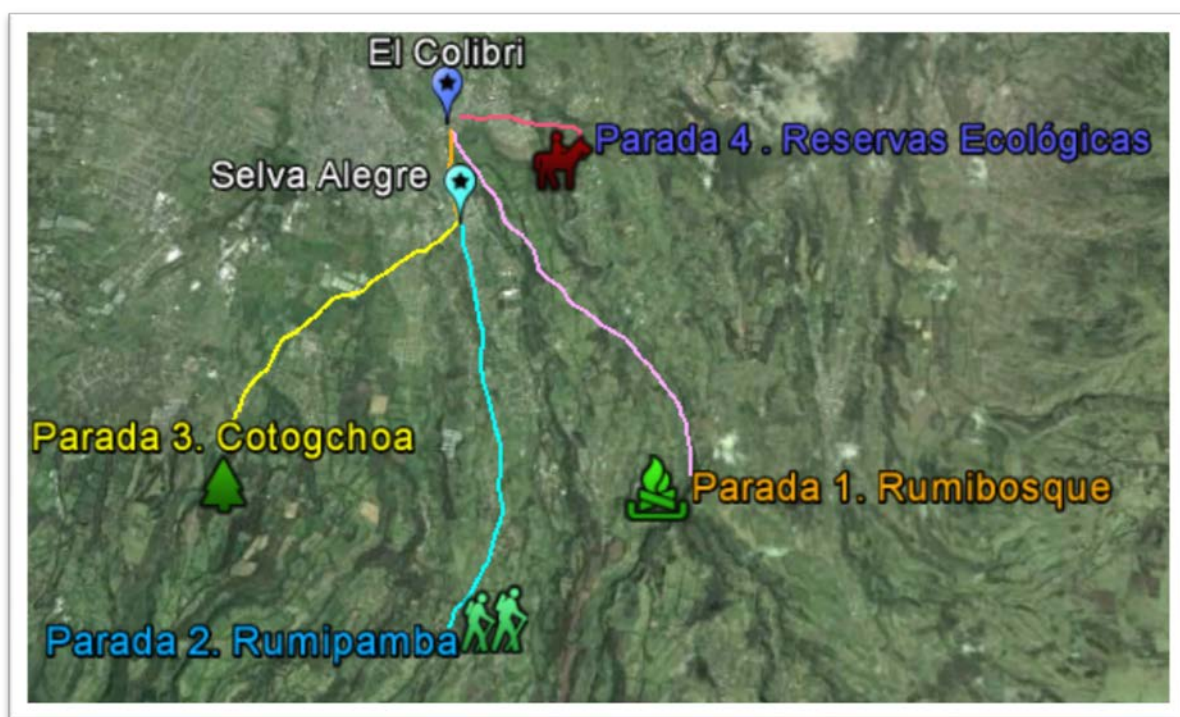 El Colibri
Parada 4 . Reservas Ecológicas
Selva Alegre
Parada 3. Cotogchoa
Parada 1. Rumibosque
Parada 2. Rumipamba